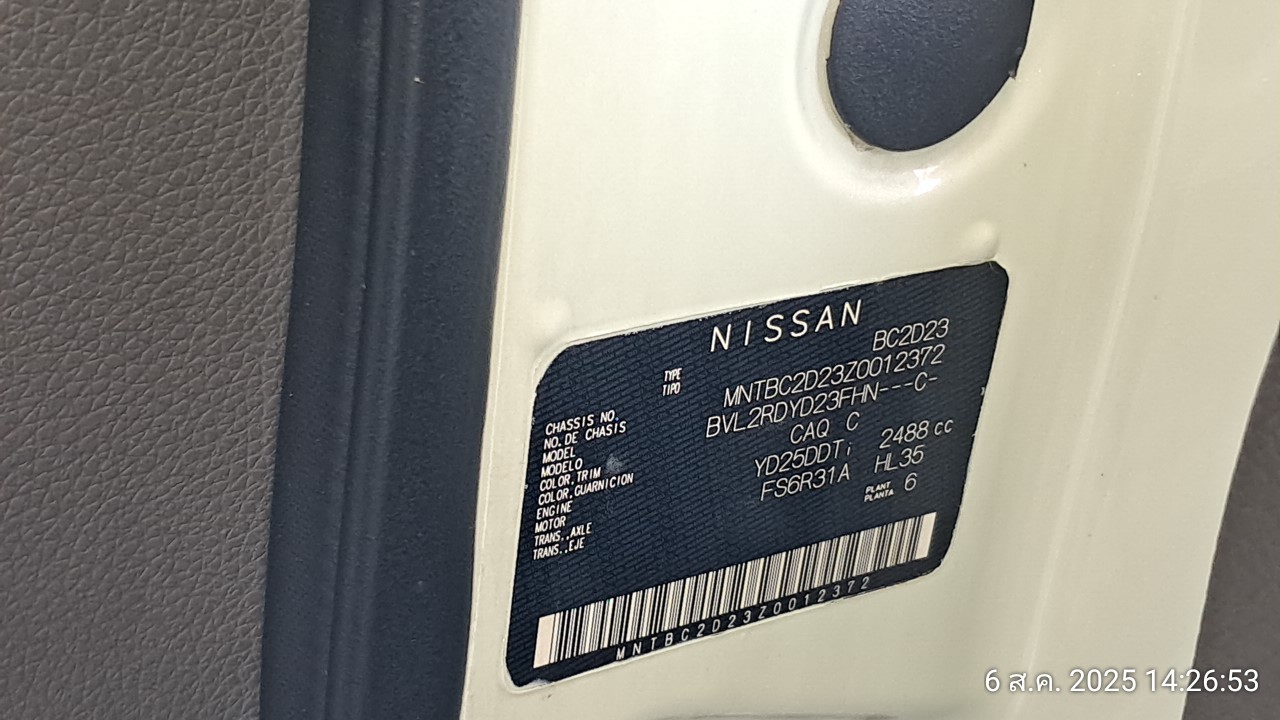 NISSAN
TYPE BC2D23
TIPO
CHASSIS NO. MNTBC2D23Z0012372
NO.DE CHASIS
MODEL BVL2RDYD23FHN---C-
MODELO
COLOR,TRIM CAQ C
COLOR,GUARNICION
ENGINE YD25DDTi 2488 cc
MOTOR
TRANS.,AXLE FS6R31A HL35
TRANS.,EJE
PLANT 6
PLANTA
MNTBC2D23Z0012372
6 ส.ค. 2025 14:26:53